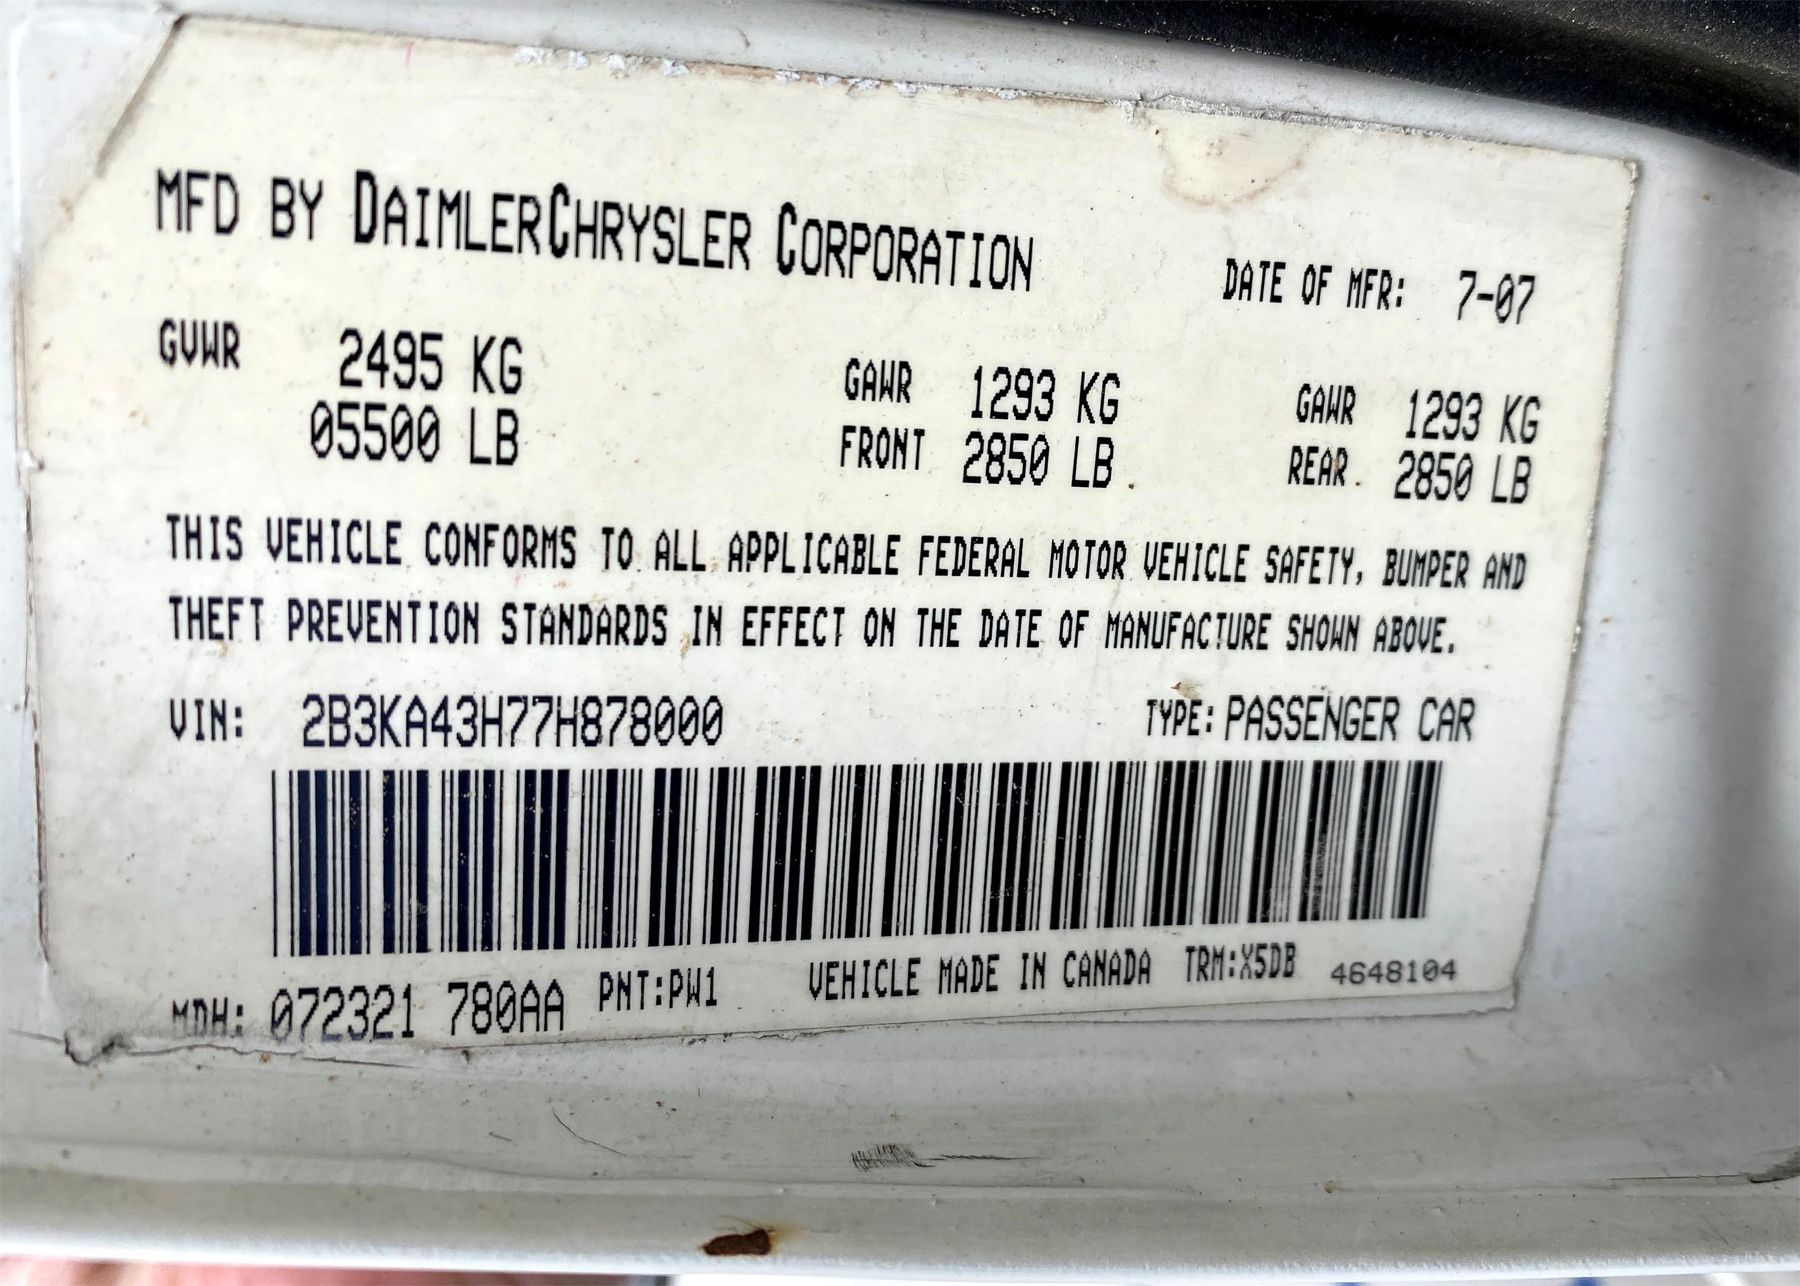 MFD BY DAIMLERCHRYSLER CORPORATION DATE OF MFR: 7-07
GVWR 2495 KG GAWR 1293 KG GAWR 1293 KG
05500 LB FRONT 2850 LB REAR 2850 LB
THIS VEHICLE CONFORMS TO ALL APPLICABLE FEDERAL MOTOR VEHICLE SAFETY, BUMPER AND
THEFT PREVENTION STANDARDS IN EFFECT ON THE DATE OF MANUFACTURE SHOWN ABOVE.
VIN: 2B3KA43H77H878000 TYPE: PASSENGER CAR
MDH: 072321 780AA PNT:PW1 VEHICLE MADE IN CANADA TRM:X5DB 4648104